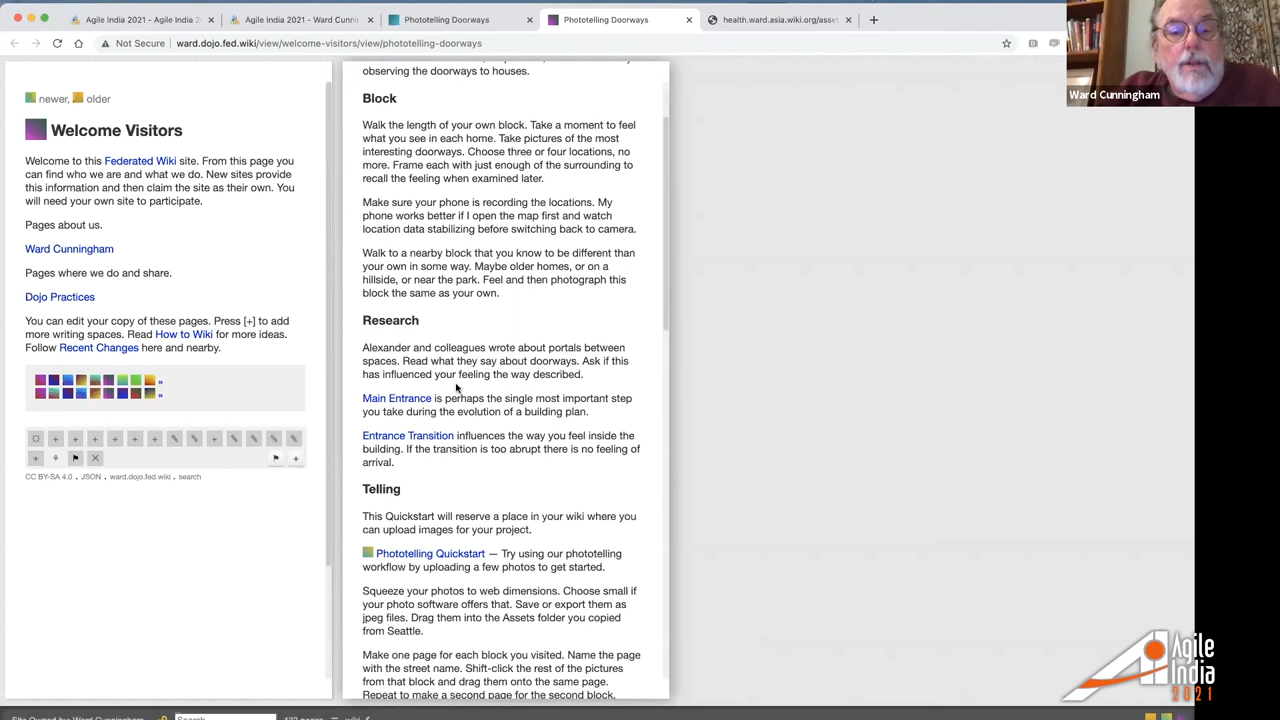 Agile India 2021 - Agile India 2
Agile India 2021 - Ward Cunnin
Phototelling Doorways
Phototelling Doorways
health.ward.asia.wiki.org/asse
Not Secure
ward.dojo.fed.wiki/view/welcome-visitors/view/phototelling-doorways
Ward Cunningham
newer, older
Welcome Visitors
Welcome to this Federated Wiki site. From this page you
can find who we are and what we do. New sites provide
this information and then claim the site as their own. You
will need your own site to participate.
Pages about us.
Ward Cunningham
Pages where we do and share.
Dojo Practices
You can edit your copy of these pages. Press [+] to add
more writing spaces. Read How to Wiki for more ideas.
Follow Recent Changes here and nearby.
CC BY-SA 4.0 . JSON . ward.dojo.fed.wiki . search
observing the doorways to houses.
Block
Walk the length of your own block. Take a moment to feel
what you see in each home. Take pictures of the most
interesting doorways. Choose three or four locations, no
more. Frame each with just enough of the surrounding to
recall the feeling when examined later.
Make sure your phone is recording the locations. My
phone works better if I open the map first and watch
location data stabilizing before switching back to camera.
Walk to a nearby block that you know to be different than
your own in some way. Maybe older homes, or on a
hillside, or near the park. Feel and then photograph this
block the same as your own.
Research
Alexander and colleagues wrote about portals between
spaces. Read what they say about doorways. Ask if this
has influenced your feeling the way described.
Main Entrance is perhaps the single most important step
you take during the evolution of a building plan.
Entrance Transition influences the way you feel inside the
building. If the transition is too abrupt there is no feeling of
arrival.
Telling
This Quickstart will reserve a place in your wiki where you
can upload images for your project.
Phototelling Quickstart — Try using our phototelling
workflow by uploading a few photos to get started.
Squeeze your photos to web dimensions. Choose small if
your photo software offers that. Save or export them as
jpeg files. Drag them into the Assets folder you copied
from Seattle.
Make one page for each block you visited. Name the page
with the street name. Shift-click the rest of the pictures
from that block and drag them onto the same page.
Repeat to make a second page for the second block.
Site Owned by: Ward Cunningham
Search
Agile
India
2021